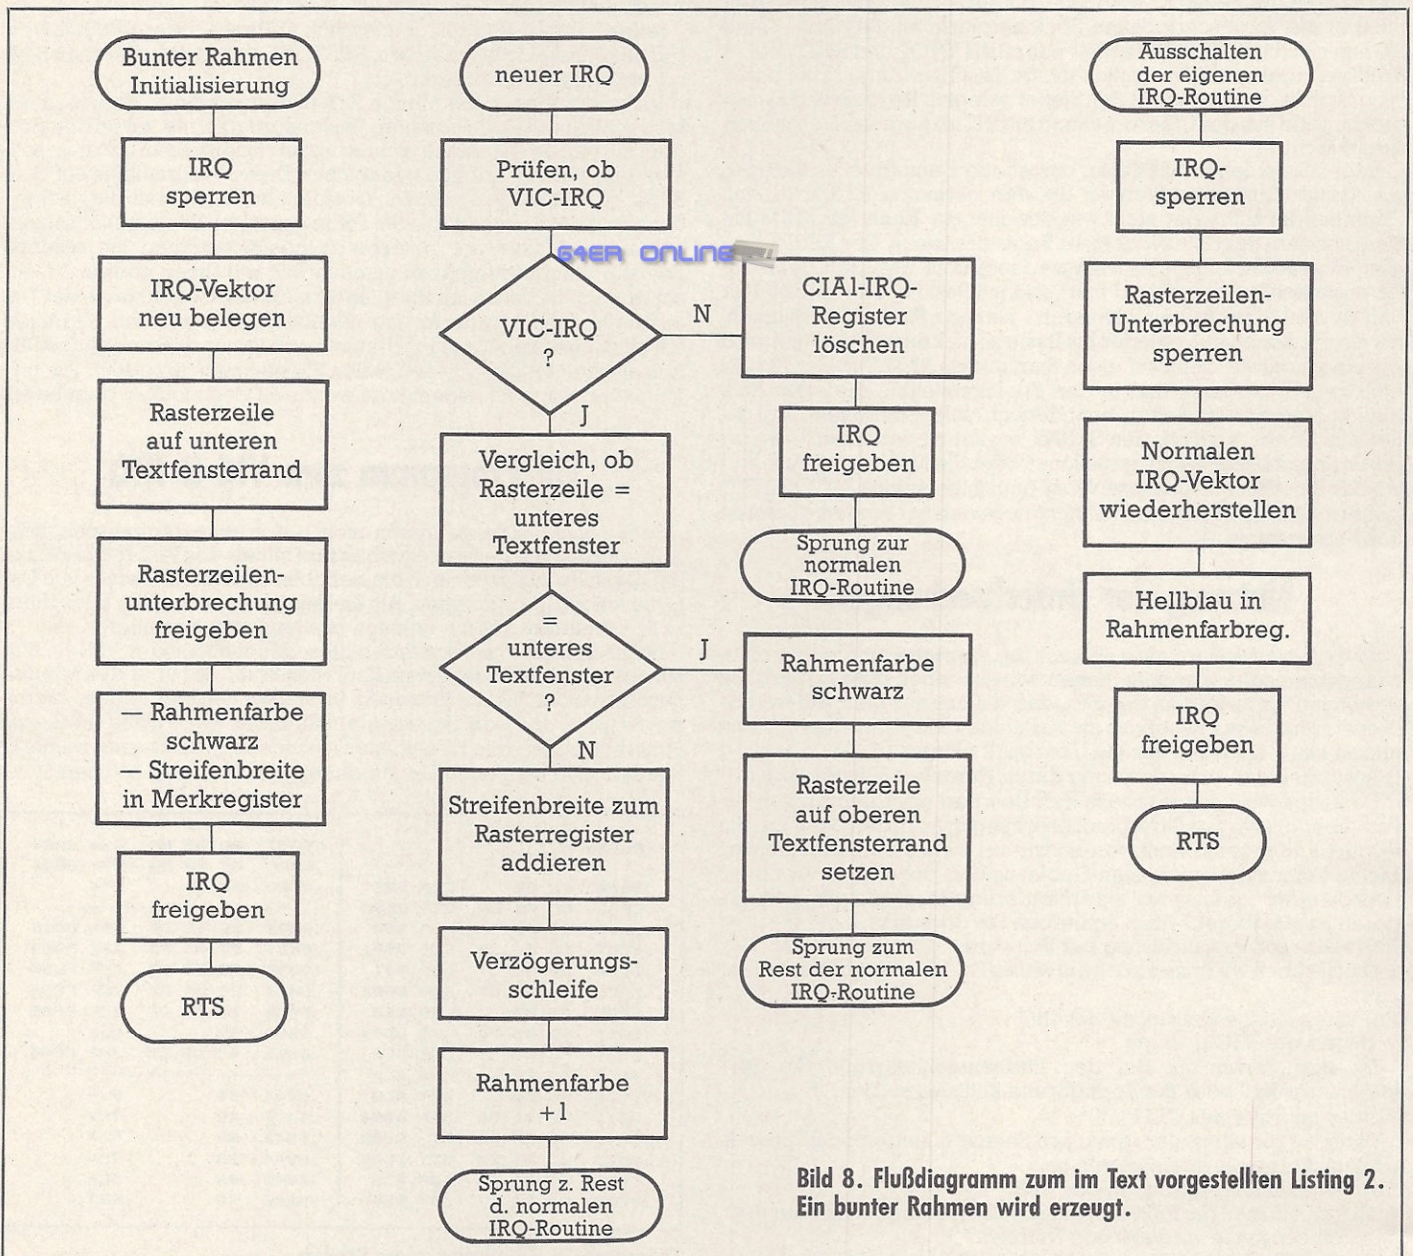 Bunter Rahmen
Initialisierung
IRQ
sperren
IRQ-Vektor
neu belegen
Rasterzeile
auf unteren
Textfensterrand
Rasterzeilen-
unterbrechung
freigeben
— Rahmenfarbe
schwarz
— Streifenbreite
in Merkregister
IRQ
freigeben
RTS
neuer IRQ
Prüfen, ob
VIC-IRQ
64ER ONLINE
VIC-IRQ
?
N
J
CIA1-IRQ-
Register
löschen
IRQ
freigeben
Sprung zur
normalen
IRQ-Routine
Vergleich, ob
Rasterzeile =
unteres
Textfenster
=
unteres
Textfenster
?
J
N
Rahmenfarbe
schwarz
Rasterzeile
auf oberen
Textfensterrand
setzen
Sprung zum
Rest der normalen
IRQ-Routine
Streifenbreite zum
Rasterregister
addieren
Verzögerungs-
schleife
Rahmenfarbe
+1
Sprung z. Rest
d. normalen
IRQ-Routine
Ausschalten
der eigenen
IRQ-Routine
IRQ-
sperren
Rasterzeilen-
Unterbrechung
sperren
Normalen
IRQ-Vektor
wiederherstellen
Hellblau in
Rahmenfarbreg.
IRQ
freigeben
RTS
Bild 8. Flußdiagramm zum im Text vorgestellten Listing 2.
Ein bunter Rahmen wird erzeugt.